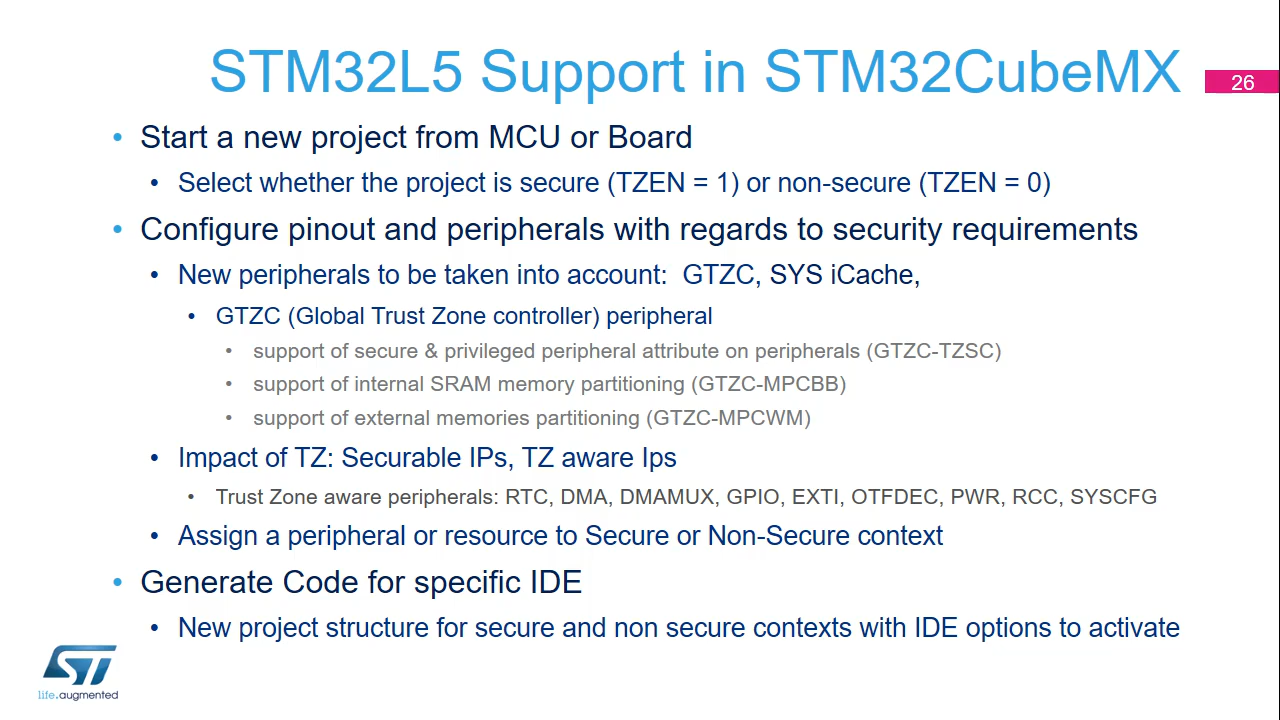 STM32L5 Support in STM32CubeMX
26
• Start a new project from MCU or Board
• Select whether the project is secure (TZEN = 1) or non-secure (TZEN = 0)
• Configure pinout and peripherals with regards to security requirements
• New peripherals to be taken into account:  GTZC, SYS iCache,
• GTZC (Global Trust Zone controller) peripheral
• support of secure & privileged peripheral attribute on peripherals (GTZC-TZSC)
• support of internal SRAM memory partitioning (GTZC-MPCBB)
• support of external memories partitioning (GTZC-MPCWM)
• Impact of TZ: Securable IPs, TZ aware Ips
• Trust Zone aware peripherals: RTC, DMA, DMAMUX, GPIO, EXTI, OTFDEC, PWR, RCC, SYSCFG
• Assign a peripheral or resource to Secure or Non-Secure context
• Generate Code for specific IDE
• New project structure for secure and non secure contexts with IDE options to activate
ST
life.augmented